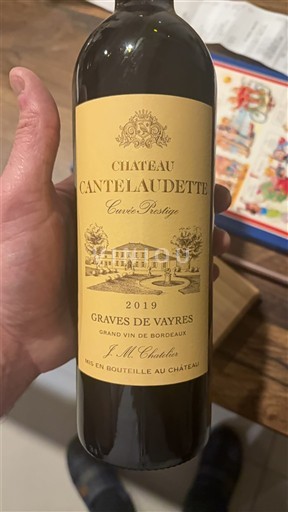 CHATEAU
CANTELAUDETTE
Cuvée Prestige
2019
GRAVES DE VAYRES
GRAND VIN DE BORDEAUX
J. M. Chatelier
MIS EN BOUTEILLE AU CHÂTEAU